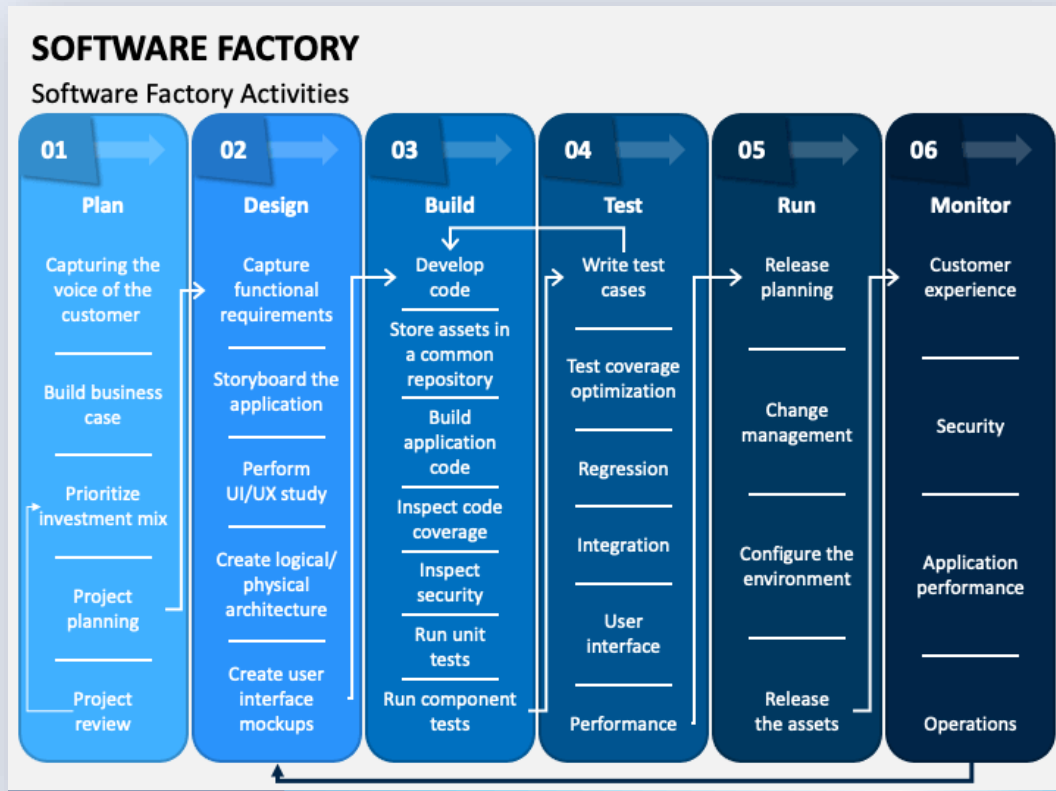 SOFTWARE FACTORY
Software Factory Activities
01
Plan
Capturing the
voice of the
customer
Build business
case
Prioritize
investment mix
Project
planning
Project
review
02
Design
Capture
functional
requirements
Storyboard the
application
Perform
UI/UX study
Create logical/
physical
architecture
Create user
interface
mockups
03
Build
Develop
code
Store assets in
a common
repository
Build
application
code
Inspect code
coverage
Inspect
security
Run unit
tests
Run component
tests
04
Test
Write test
cases
Test coverage
optimization
Regression
Integration
User
interface
Performance
05
Run
Release
planning
Change
management
Configure the
environment
Release
the assets
06
Monitor
Customer
experience
Security
Application
performance
Operations